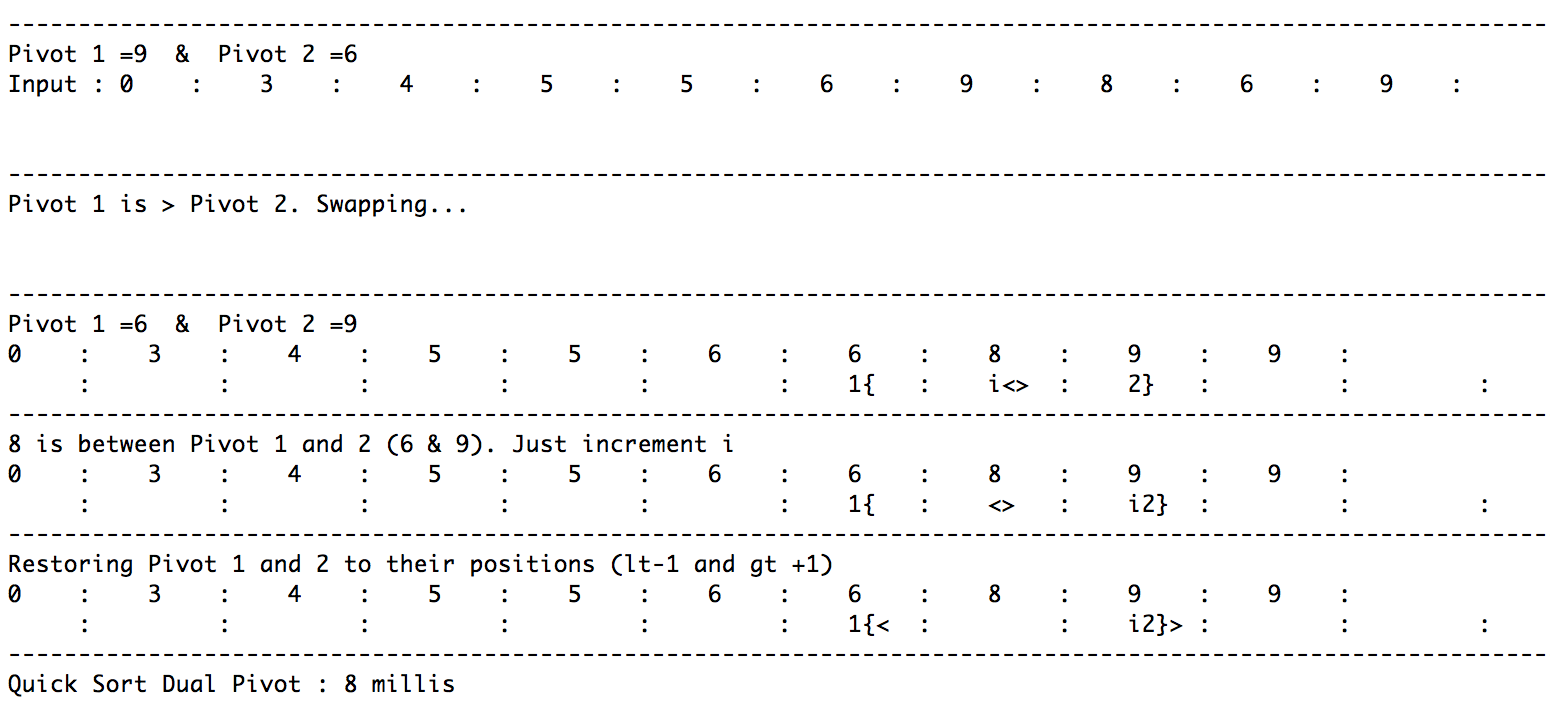 --------------------------------------------------------------------------------------------------------------
Pivot 1 =9  &  Pivot 2 =6
Input : 0    :    3    :    4    :    5    :    5    :    6    :    9    :    8    :    6    :    9    :
--------------------------------------------------------------------------------------------------------------
Pivot 1 is > Pivot 2. Swapping...
--------------------------------------------------------------------------------------------------------------
Pivot 1 =6  &  Pivot 2 =9
0    :    3    :    4    :    5    :    5    :    6    :    6    :    8    :    9    :    9    :
     :         :         :         :         :         :    1{   :    i<>  :    2}   :         :         :
--------------------------------------------------------------------------------------------------------------
8 is between Pivot 1 and 2 (6 & 9). Just increment i
0    :    3    :    4    :    5    :    5    :    6    :    6    :    8    :    9    :    9    :
     :         :         :         :         :         :    1{   :    <>   :    i2}  :         :         :
--------------------------------------------------------------------------------------------------------------
Restoring Pivot 1 and 2 to their positions (lt-1 and gt +1)
0    :    3    :    4    :    5    :    5    :    6    :    6    :    8    :    9    :    9    :
     :         :         :         :         :         :    1{<  :         :    i2}> :         :         :
--------------------------------------------------------------------------------------------------------------
Quick Sort Dual Pivot : 8 millis